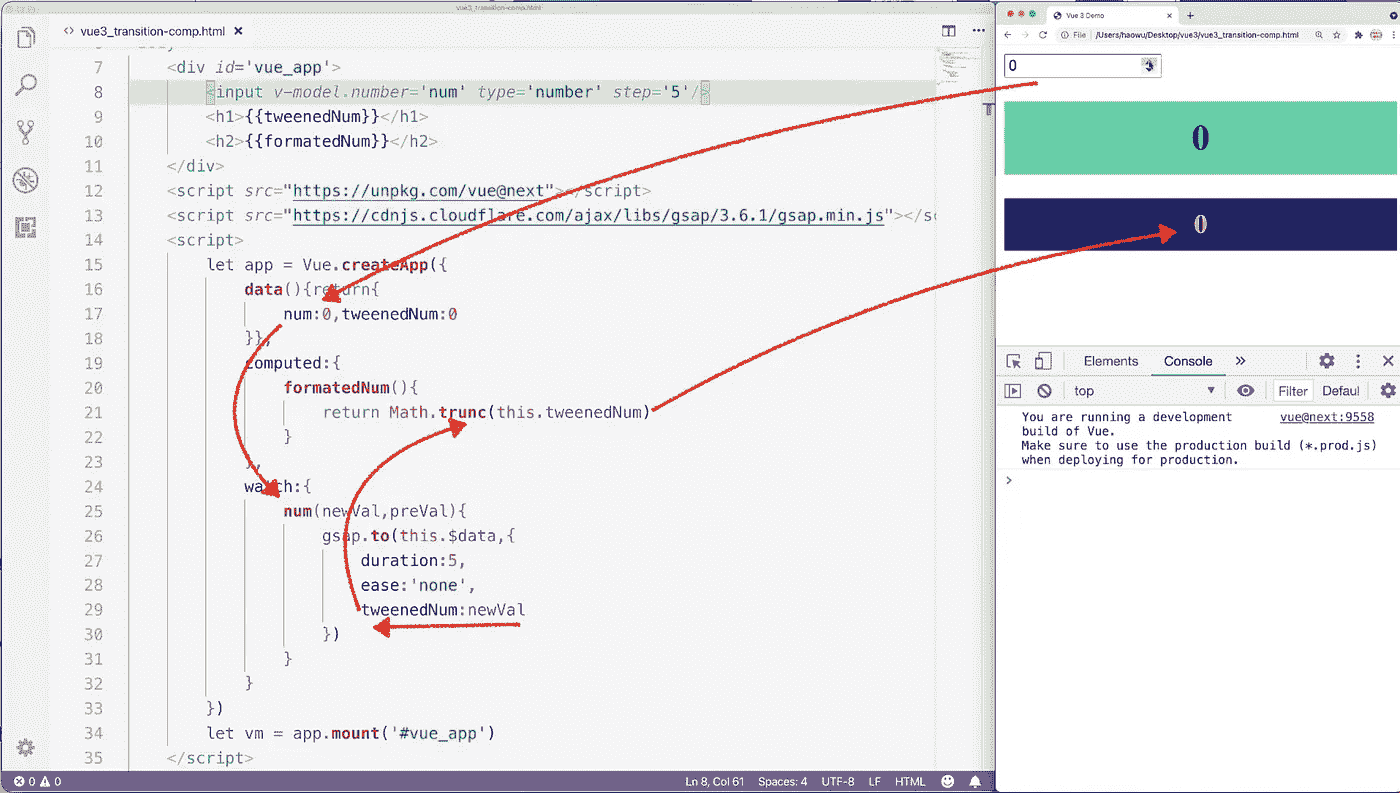 vue3_transition-comp.html
<> vue3_transition-comp.html ×
7 <div id='vue_app'>
8 <input v-model.number='num' type='number' step='5'/>
9 <h1>{{tweenedNum}}</h1>
10 <h2>{{formatedNum}}</h2>
11 </div>
12 <script src="https://unpkg.com/vue@next"></script>
13 <script src="https://cdnjs.cloudflare.com/ajax/libs/gsap/3.6.1/gsap.min.js"></sc
14 <script>
15 let app = Vue.createApp({
16 data(){return{
17 num:0,tweenedNum:0
18 }},
19 computed:{
20 formatedNum(){
21 return Math.trunc(this.tweenedNum)
22 }
23 },
24 watch:{
25 num(newVal,preVal){
26 gsap.to(this.$data,{
27 duration:5,
28 ease:'none',
29 tweenedNum:newVal
30 })
31 }
32 }
33 })
34 let vm = app.mount('#vue_app')
35 </script>
0 0 Ln 8, Col 61 Spaces: 4 UTF-8 LF HTML
Vue 3 Demo
File /Users/haowu/Desktop/vue3/vue3_transition-comp.html
0
0
0
Elements Console
top Filter Defaul
You are running a development vue@next:9558
build of Vue.
Make sure to use the production build (*.prod.js)
when deploying for production.
>